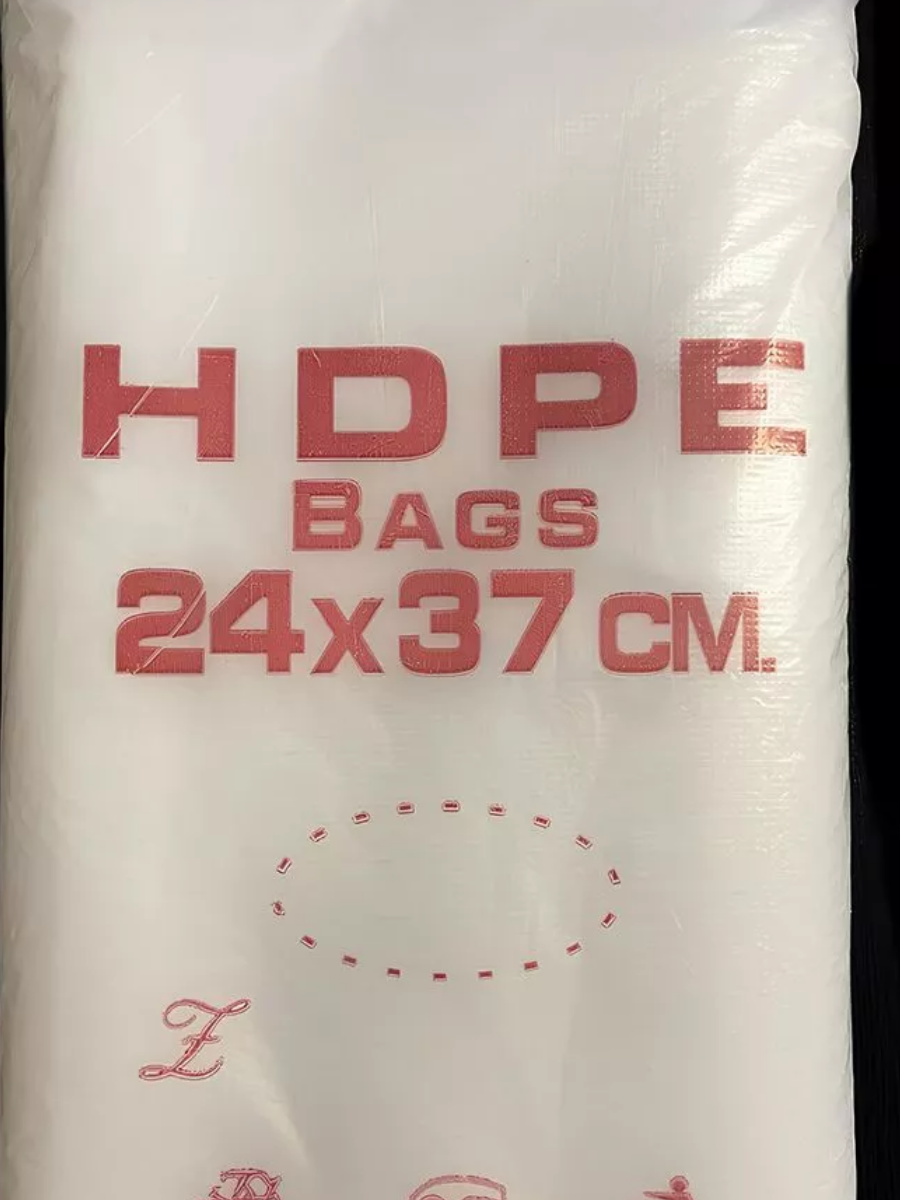 HDPE
BAGS
24x37 CM.
Z